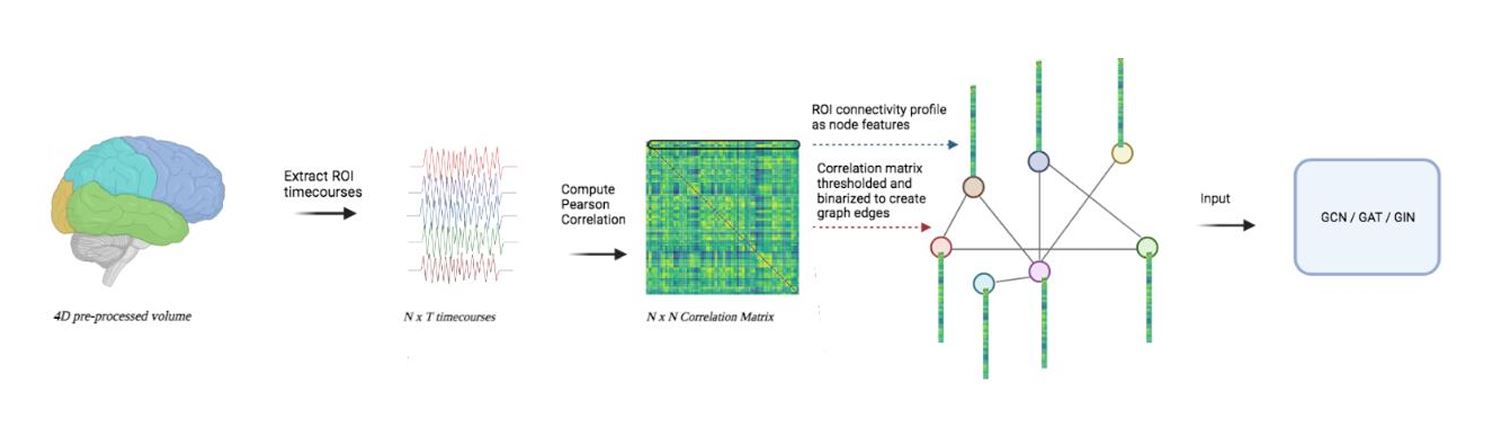 Extract ROI
timecourses
Compute
Pearson
Correlation
ROI connectivity profile
as node features
Correlation matrix
thresholded and
binarized to create
graph edges
Input
GCN / GAT / GIN
4D pre-processed volume
N x T timecourses
N x N Correlation Matrix